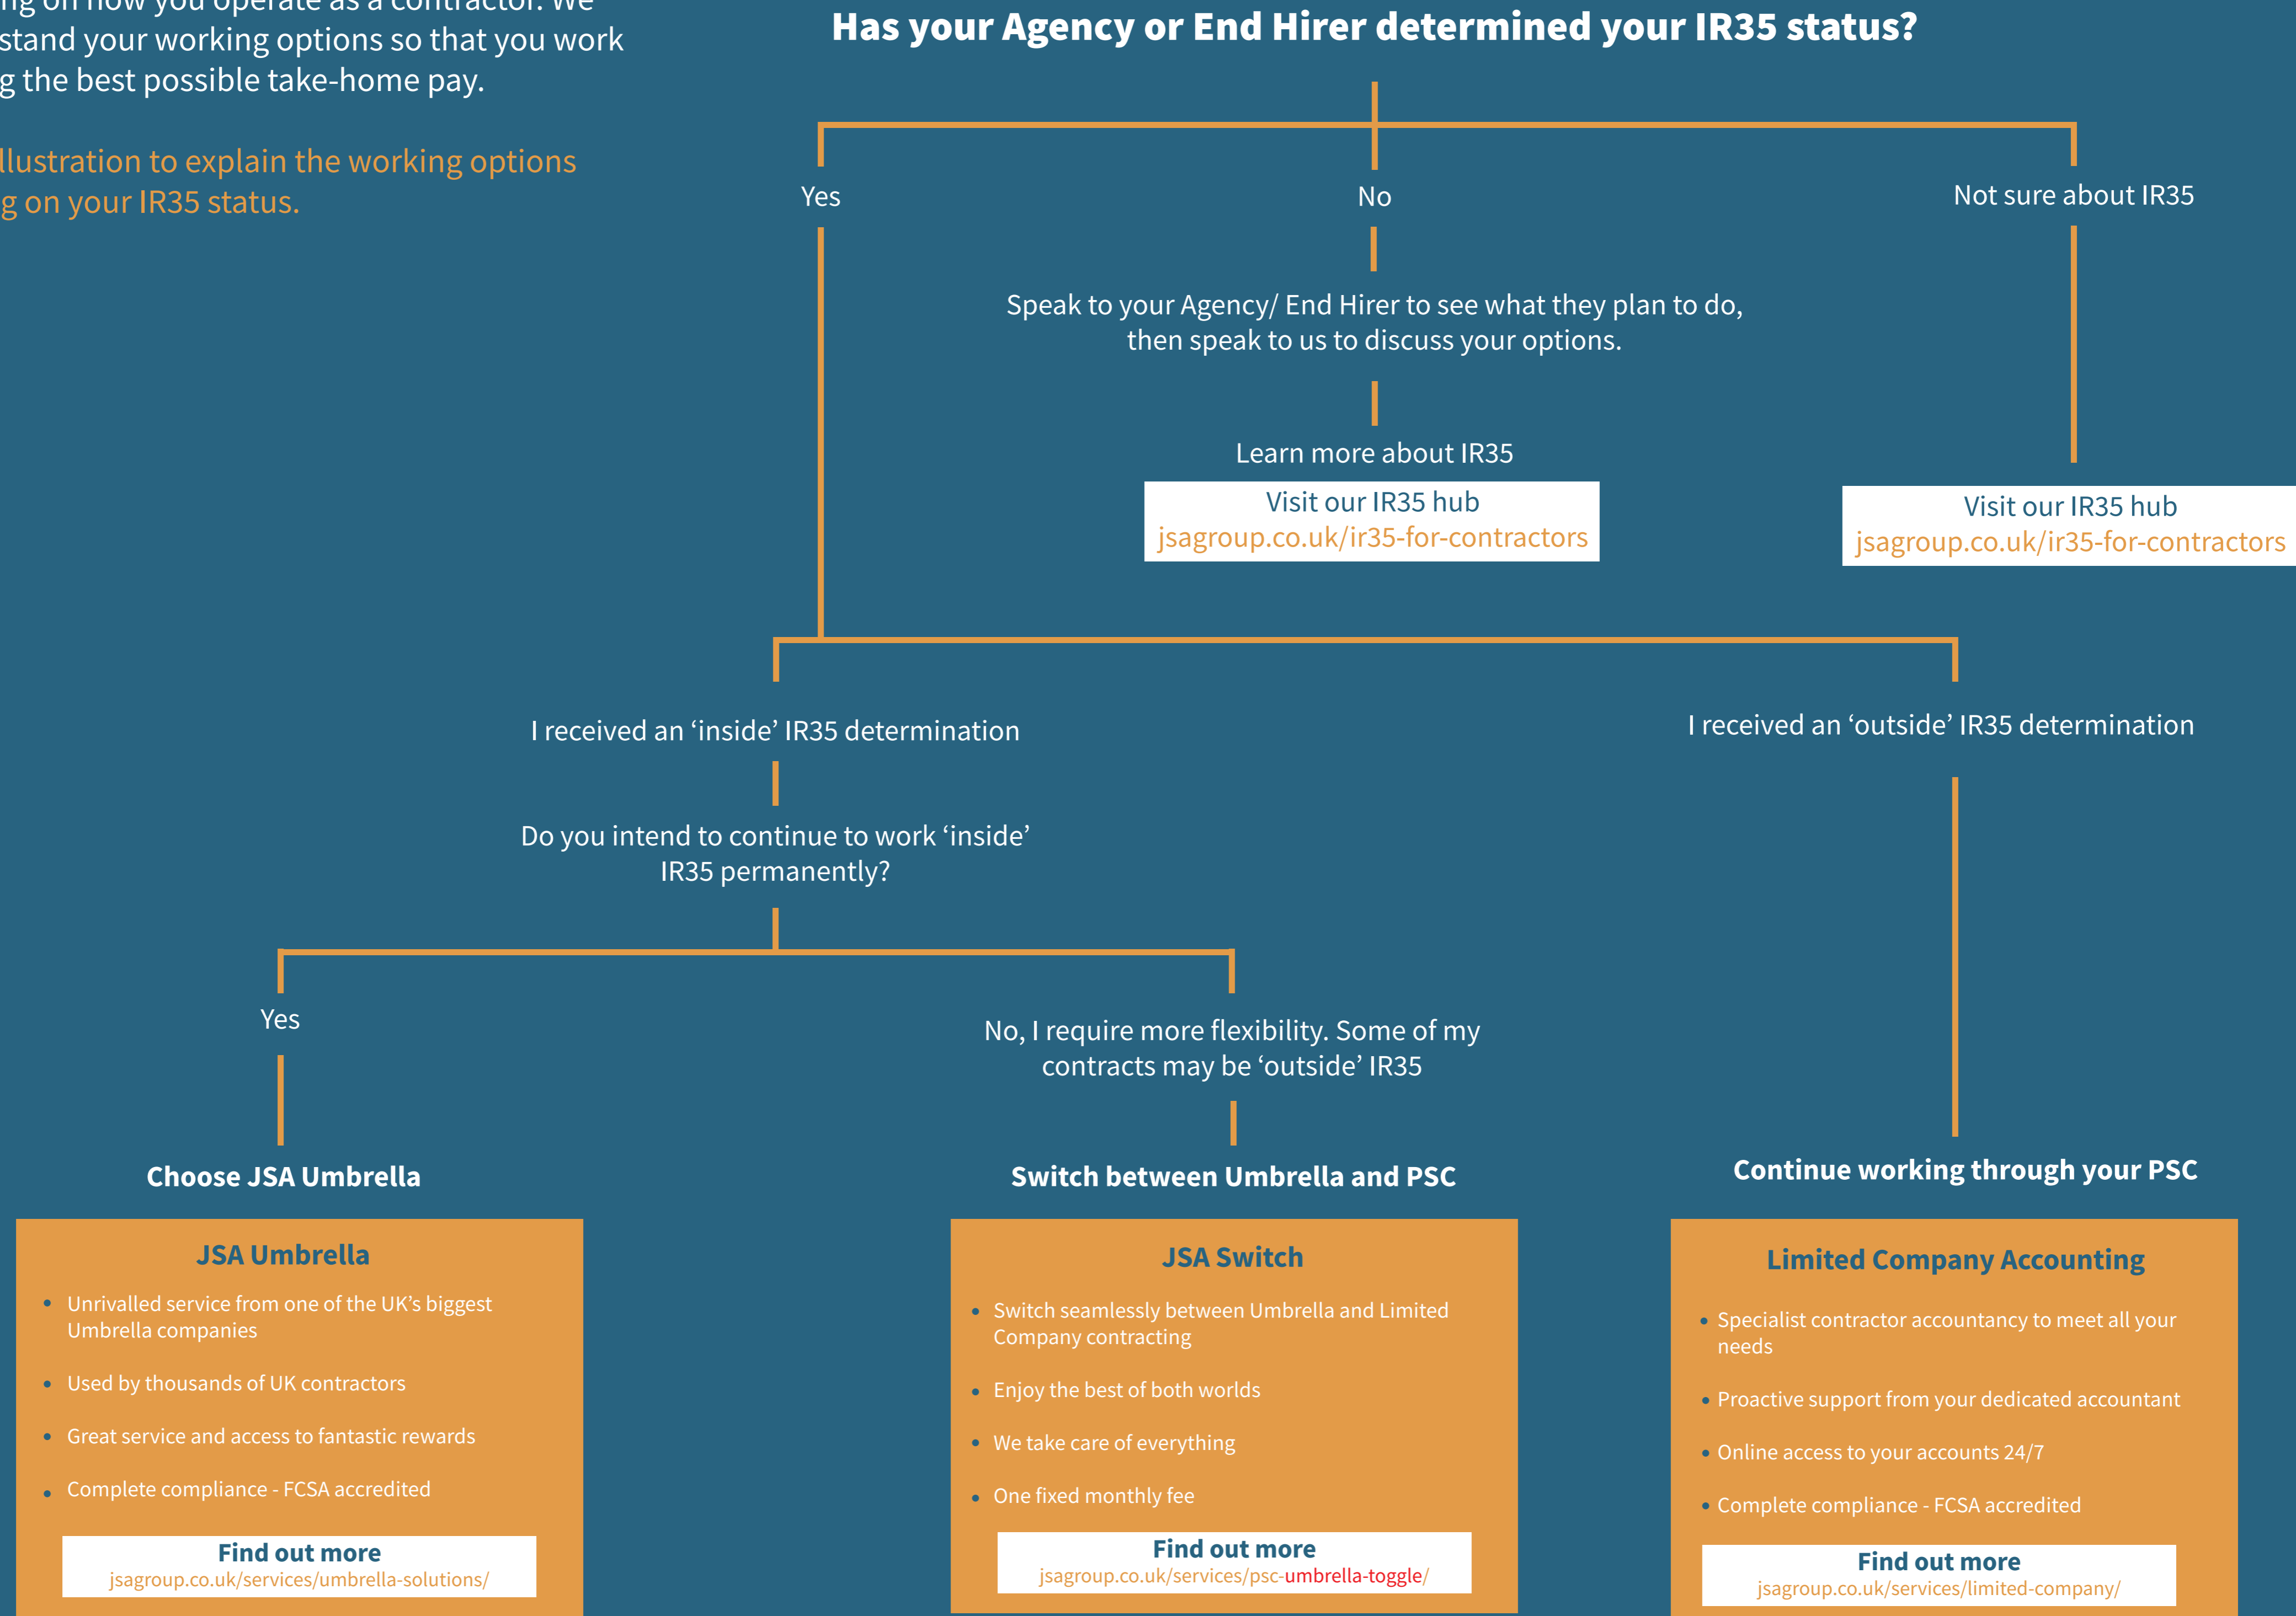 ng on how you operate as a contractor. We
stand your working options so that you work
g the best possible take-home pay.
llustration to explain the working options
g on your IR35 status.
Has your Agency or End Hirer determined your IR35 status?
Yes
No
Not sure about IR35
Speak to your Agency/ End Hirer to see what they plan to do,
then speak to us to discuss your options.
Learn more about IR35
Visit our IR35 hub
jsagroup.co.uk/ir35-for-contractors
Visit our IR35 hub
jsagroup.co.uk/ir35-for-contractors
I received an ‘inside’ IR35 determination
I received an ‘outside’ IR35 determination
Do you intend to continue to work ‘inside’
IR35 permanently?
Yes
No, I require more flexibility. Some of my
contracts may be ‘outside’ IR35
Choose JSA Umbrella
Switch between Umbrella and PSC
Continue working through your PSC
JSA Umbrella
• Unrivalled service from one of the UK’s biggest
Umbrella companies
• Used by thousands of UK contractors
• Great service and access to fantastic rewards
• Complete compliance - FCSA accredited
Find out more
jsagroup.co.uk/services/umbrella-solutions/
JSA Switch
• Switch seamlessly between Umbrella and Limited
Company contracting
• Enjoy the best of both worlds
• We take care of everything
• One fixed monthly fee
Find out more
jsagroup.co.uk/services/psc-umbrella-toggle/
Limited Company Accounting
• Specialist contractor accountancy to meet all your
needs
• Proactive support from your dedicated accountant
• Online access to your accounts 24/7
• Complete compliance - FCSA accredited
Find out more
jsagroup.co.uk/services/limited-company/